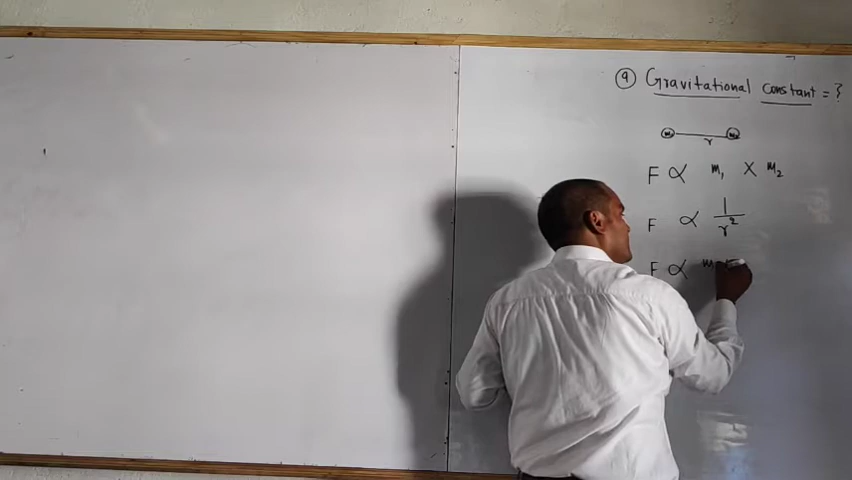 9 Gravitational constant = ?
m₁ m₂
r
F ∝ m₁ × m₂
F ∝ 1/r²
F ∝ m